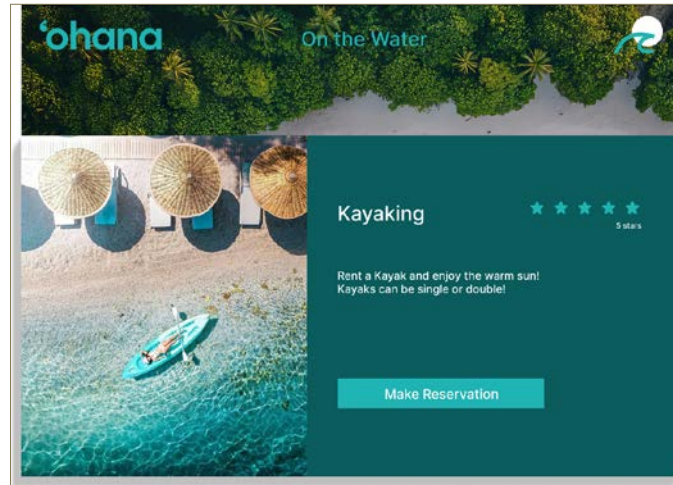 ‘ohana
On the Water
Kayaking
5 stars
Rent a Kayak and enjoy the warm sun!
Kayaks can be single or double!
Make Reservation